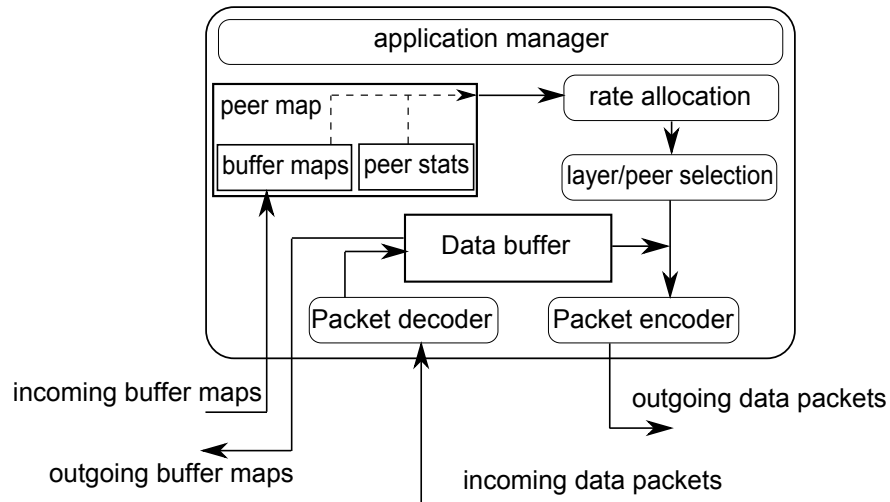 application manager
peer map
rate allocation
buffer maps
peer stats
layer/peer selection
Data buffer
Packet decoder
Packet encoder
incoming buffer maps
outgoing data packets
outgoing buffer maps
incoming data packets